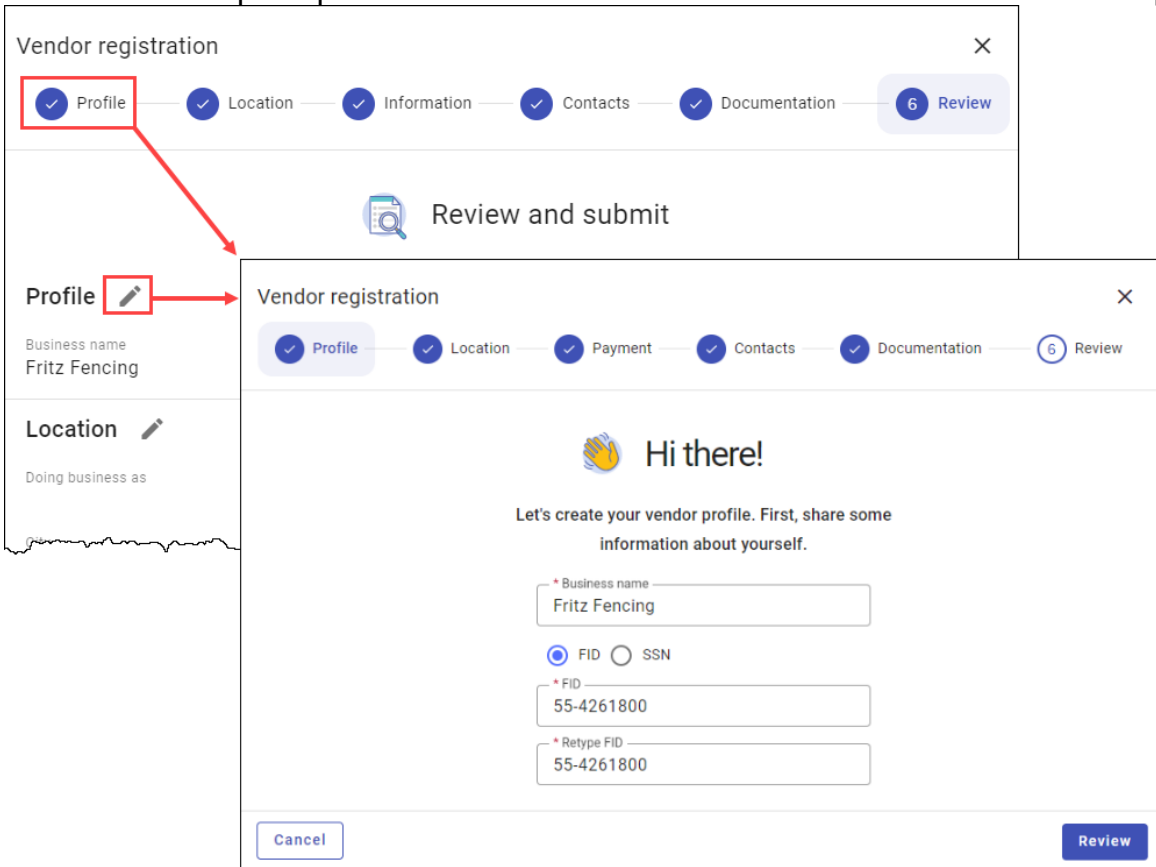 Vendor registration
Profile
Location
Information
Contacts
Documentation
6 Review
Review and submit
Profile
Business name
Fritz Fencing
Location
Doing business as
Vendor registration
Profile
Location
Payment
Contacts
Documentation
6 Review
Hi there!
Let's create your vendor profile. First, share some
information about yourself.
* Business name
Fritz Fencing
FID
SSN
* FID
55-4261800
* Retype FID
55-4261800
Cancel
Review